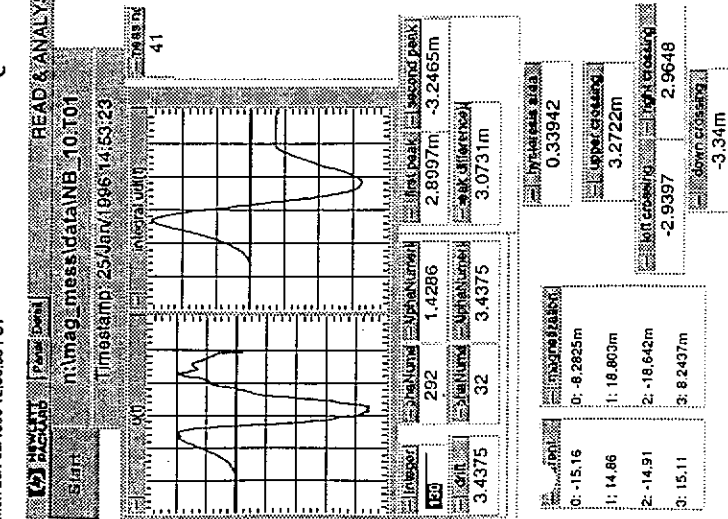 HEWLETT PACKARD
Panel Detail
READ & ANALY
Start
n:\mag_mess\data\NB_10.T01
Timestamp 25/Jan/1996 14:53:23
41
u(t)
integral u(t)
Integer
130
292
1.4286
first peak
2.8997m
second peak
-3.2465m
drift
3.4375
32
3.4375
peak difference
3.0731m
hysteresis area
0.33942
upper crossing
3.2722m
left crossing
-2.9397
right crossing
2.9648
down crossing
-3.34m
0: -15.16
1: 14.86
2: -14.91
3: 15.11
magnetization
0: -8.2825m
1: 18.803m
2: -18.642m
3: 8.2437m